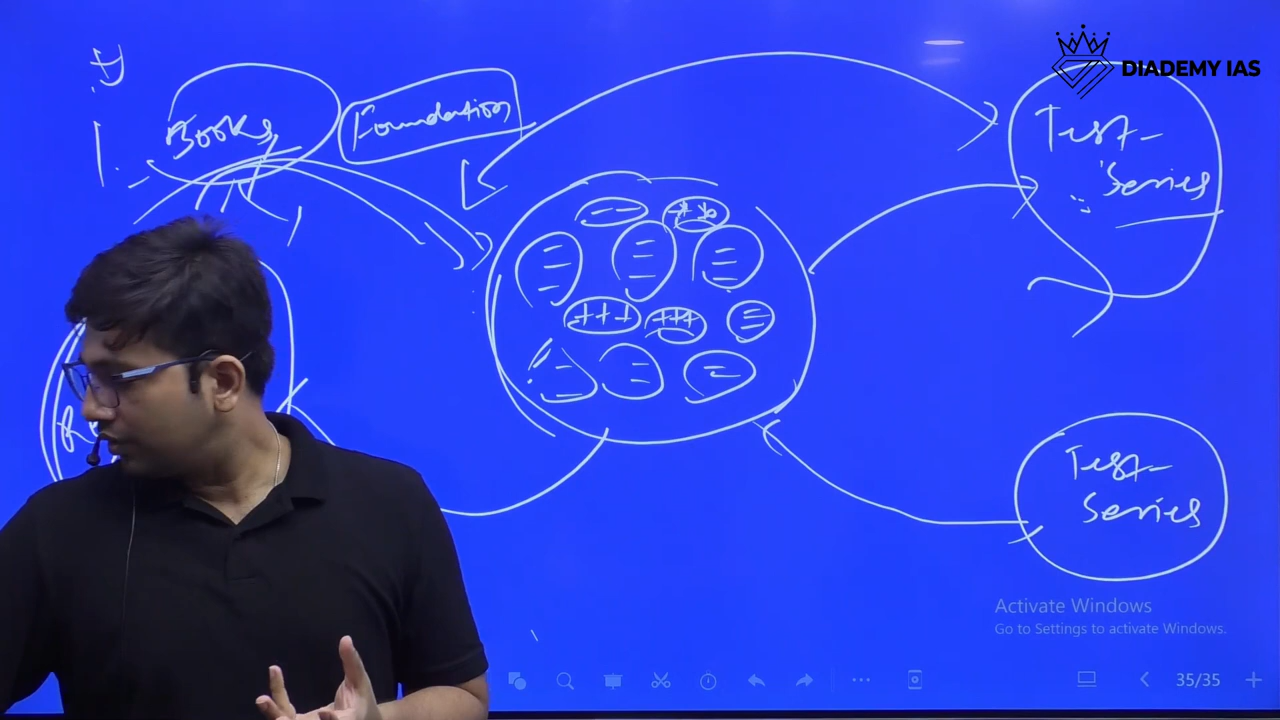 DIADEMY IAS
Books
Foundation
Test-
Series
Test-
Series
Activate Windows
Go to Settings to activate Windows.
35/35